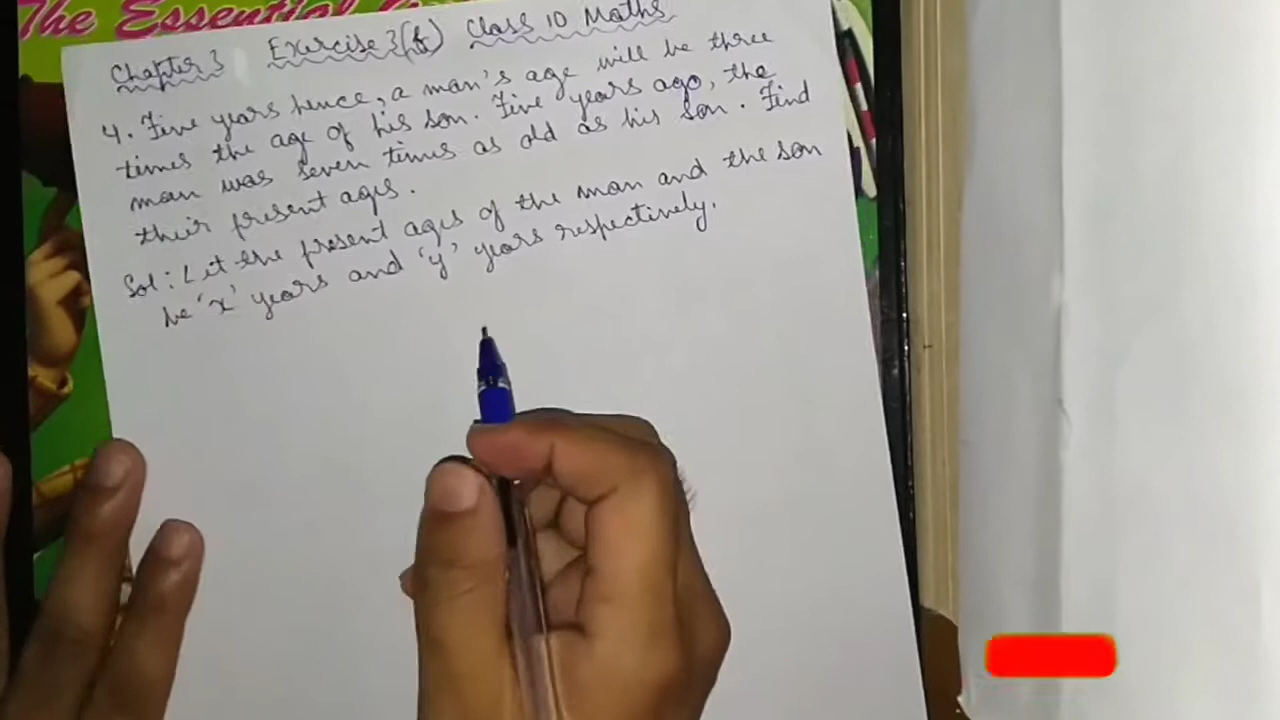 The Essential
Chapter 3 Exercise 3(f) Class 10 Maths
4. Five years hence, a man's age will be three
times the age of his son. Five years ago, the
man was seven times as old as his son. Find
their present ages.
Sol: Let the present ages of the man and the son
be 'x' years and 'y' years respectively.